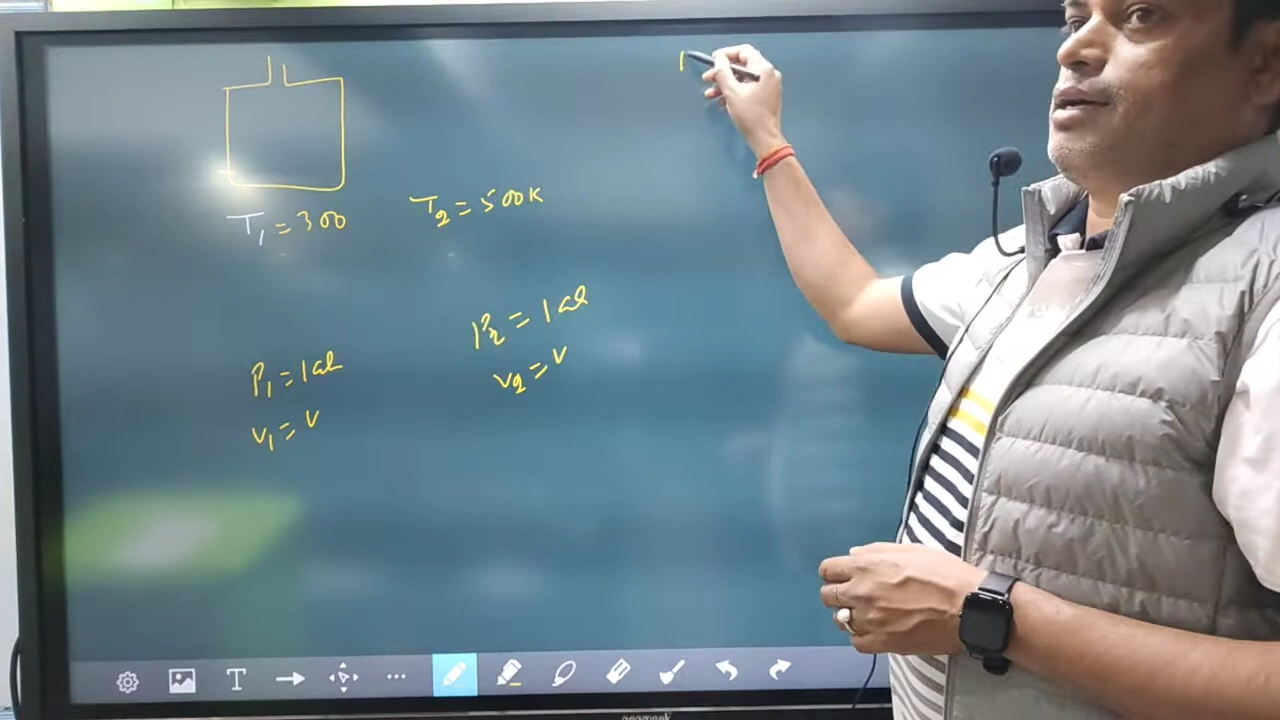 T₁ = 300
T₂ = 500K
P₂ = 1 at
V₂ = V
P₁ = 1 at
V₁ = V
T